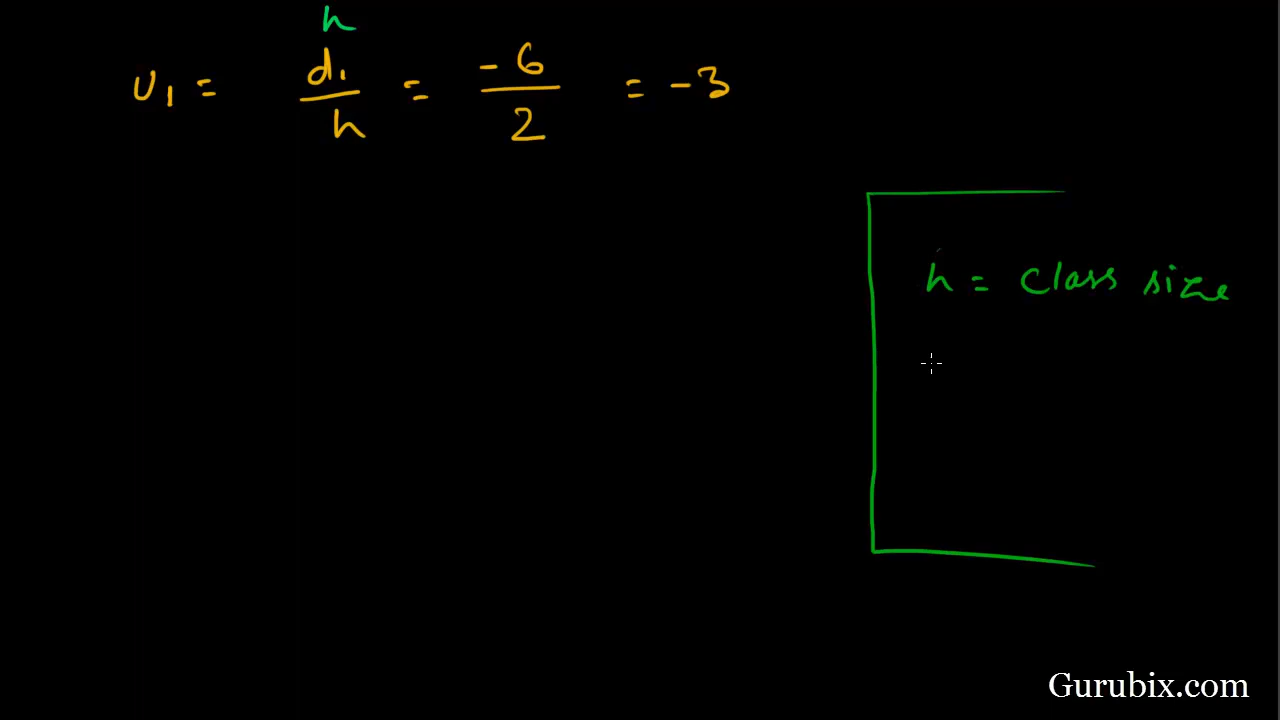 h
u₁ = d₁/h = -6/2 = -3
h = class size
Gurubix.com